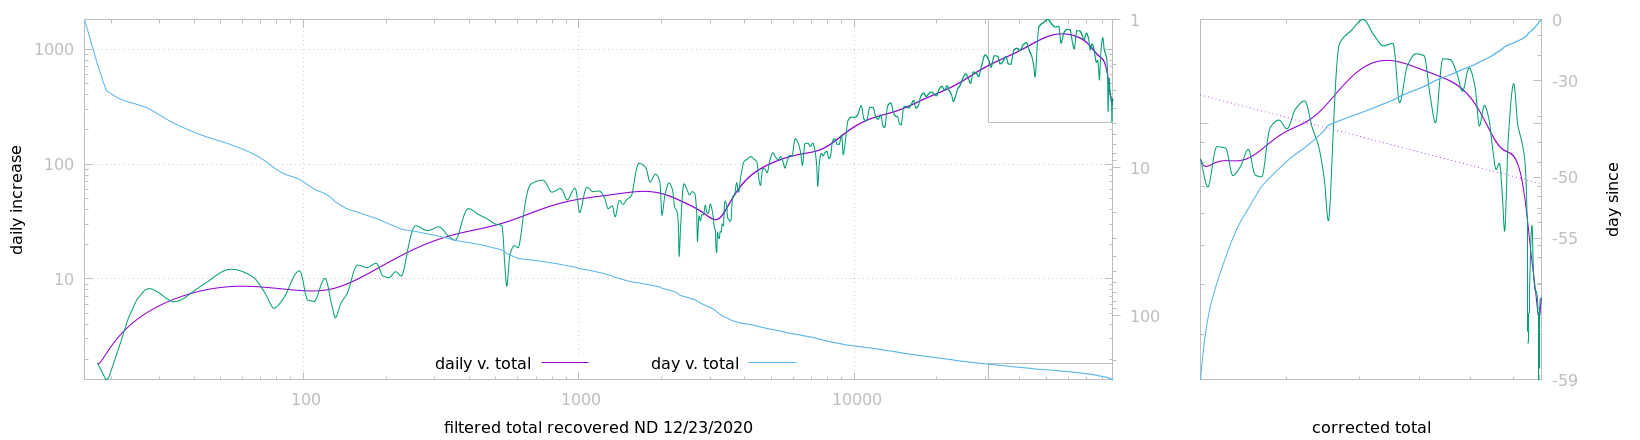 1000
100
10
daily increase
daily v. total
day v. total
100
1000
10000
filtered total recovered ND 12/23/2020
1
10
100
0
-30
-50
-55
-59
day since
corrected total